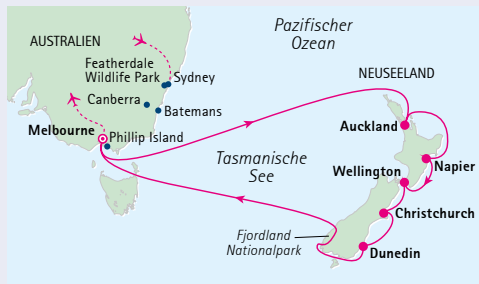 Pazifischer
Ozean
AUSTRALIEN
Featherdale
Wildlife Park
Sydney
NEUSEELAND
Canberra
Batemans
Melbourne
Phillip Island
Auckland
Tasmanische
See
Wellington
Napier
Christchurch
Fjordland
Nationalpark
Dunedin